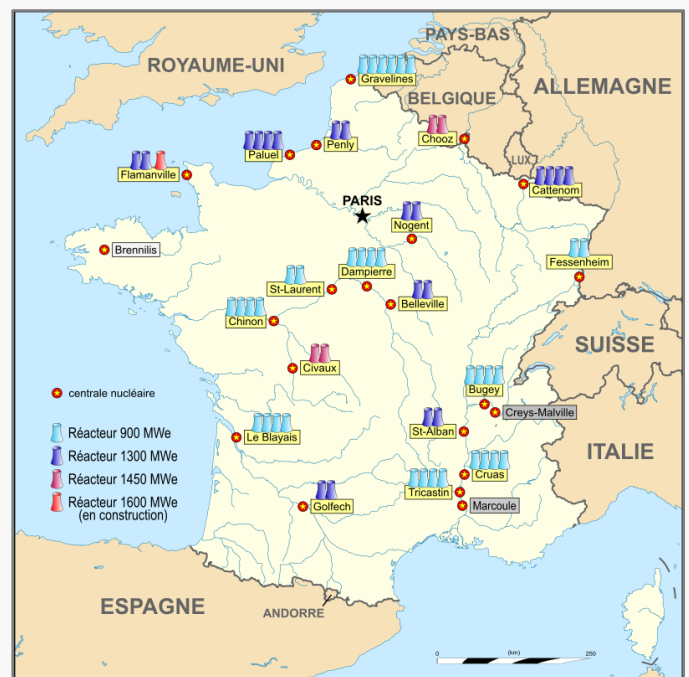 PAYS-BAS
ROYAUME-UNI
Gravelines
ALLEMAGNE
BELGIQUE
Penly
Chooz
Paluel
LUX.
Flamanville
Cattenom
PARIS
Nogent
Brennilis
Fessenheim
Dampierre
St-Laurent
Belleville
Chinon
SUISSE
Civaux
Bugey
centrale nucléaire
Creys-Malville
Réacteur 900 MWe
St-Alban
Le Blayais
ITALIE
Réacteur 1300 MWe
Cruas
Réacteur 1450 MWe
Tricastin
Réacteur 1600 MWe
(en construction)
Golfech
Marcoule
ESPAGNE
ANDORRE
0 (km) 250